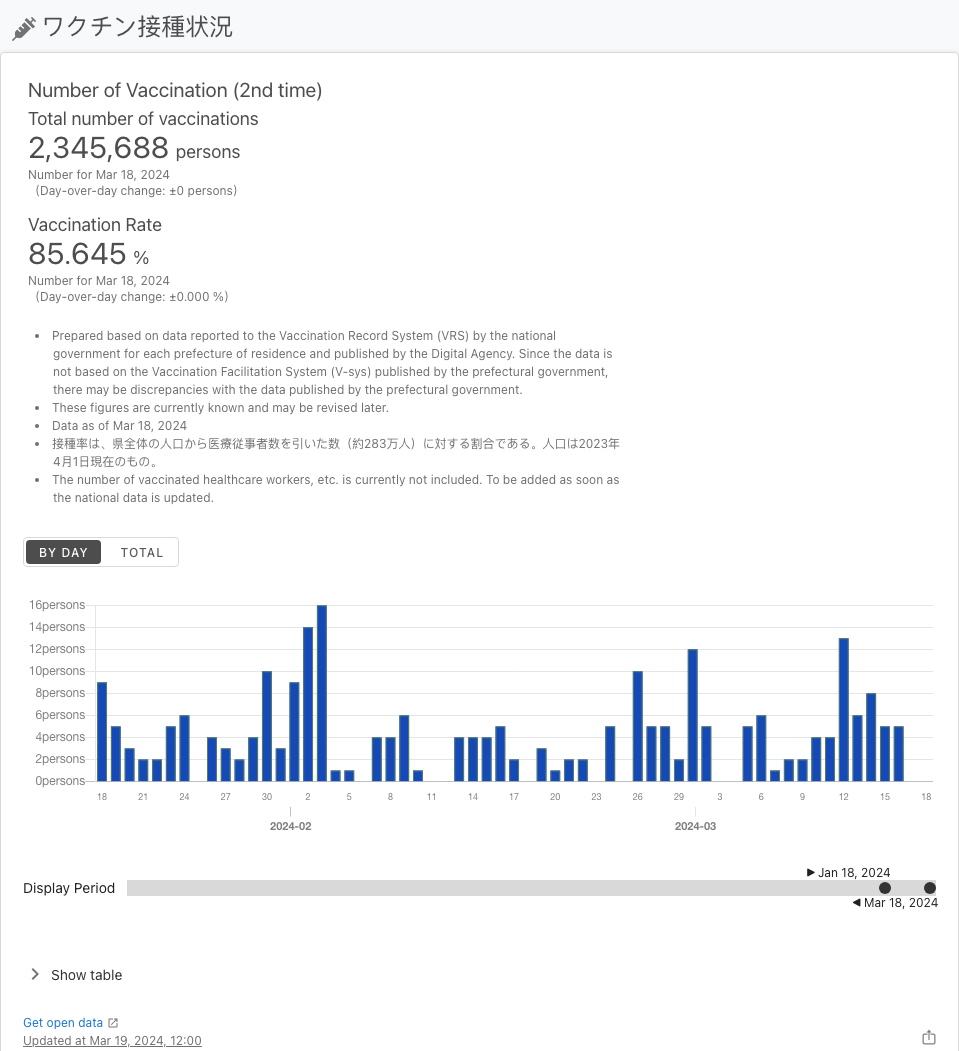 ワクチン接種状況
Number of Vaccination (2nd time)
Total number of vaccinations
2,345,688 persons
Number for Mar 18, 2024
(Day-over-day change: ±0 persons)
Vaccination Rate
85.645 %
Number for Mar 18, 2024
(Day-over-day change: ±0.000 %)
• Prepared based on data reported to the Vaccination Record System (VRS) by the national
government for each prefecture of residence and published by the Digital Agency. Since the data is
not based on the Vaccination Facilitation System (V-sys) published by the prefectural government,
there may be discrepancies with the data published by the prefectural government.
• These figures are currently known and may be revised later.
• Data as of Mar 18, 2024
• 接種率は、県全体の人口から医療従事者数を引いた数（約283万人）に対する割合である。人口は2023年
4月1日現在のもの。
• The number of vaccinated healthcare workers, etc. is currently not included. To be added as soon as
the national data is updated.
BY DAY TOTAL
16persons
14persons
12persons
10persons
8persons
6persons
4persons
2persons
0persons
18 21 24 27 30 2 5 8 11 14 17 20 23 26 29 3 6 9 12 15 18
2024-02 2024-03
Jan 18, 2024
Display Period
Mar 18, 2024
Show table
Get open data
Updated at Mar 19, 2024, 12:00